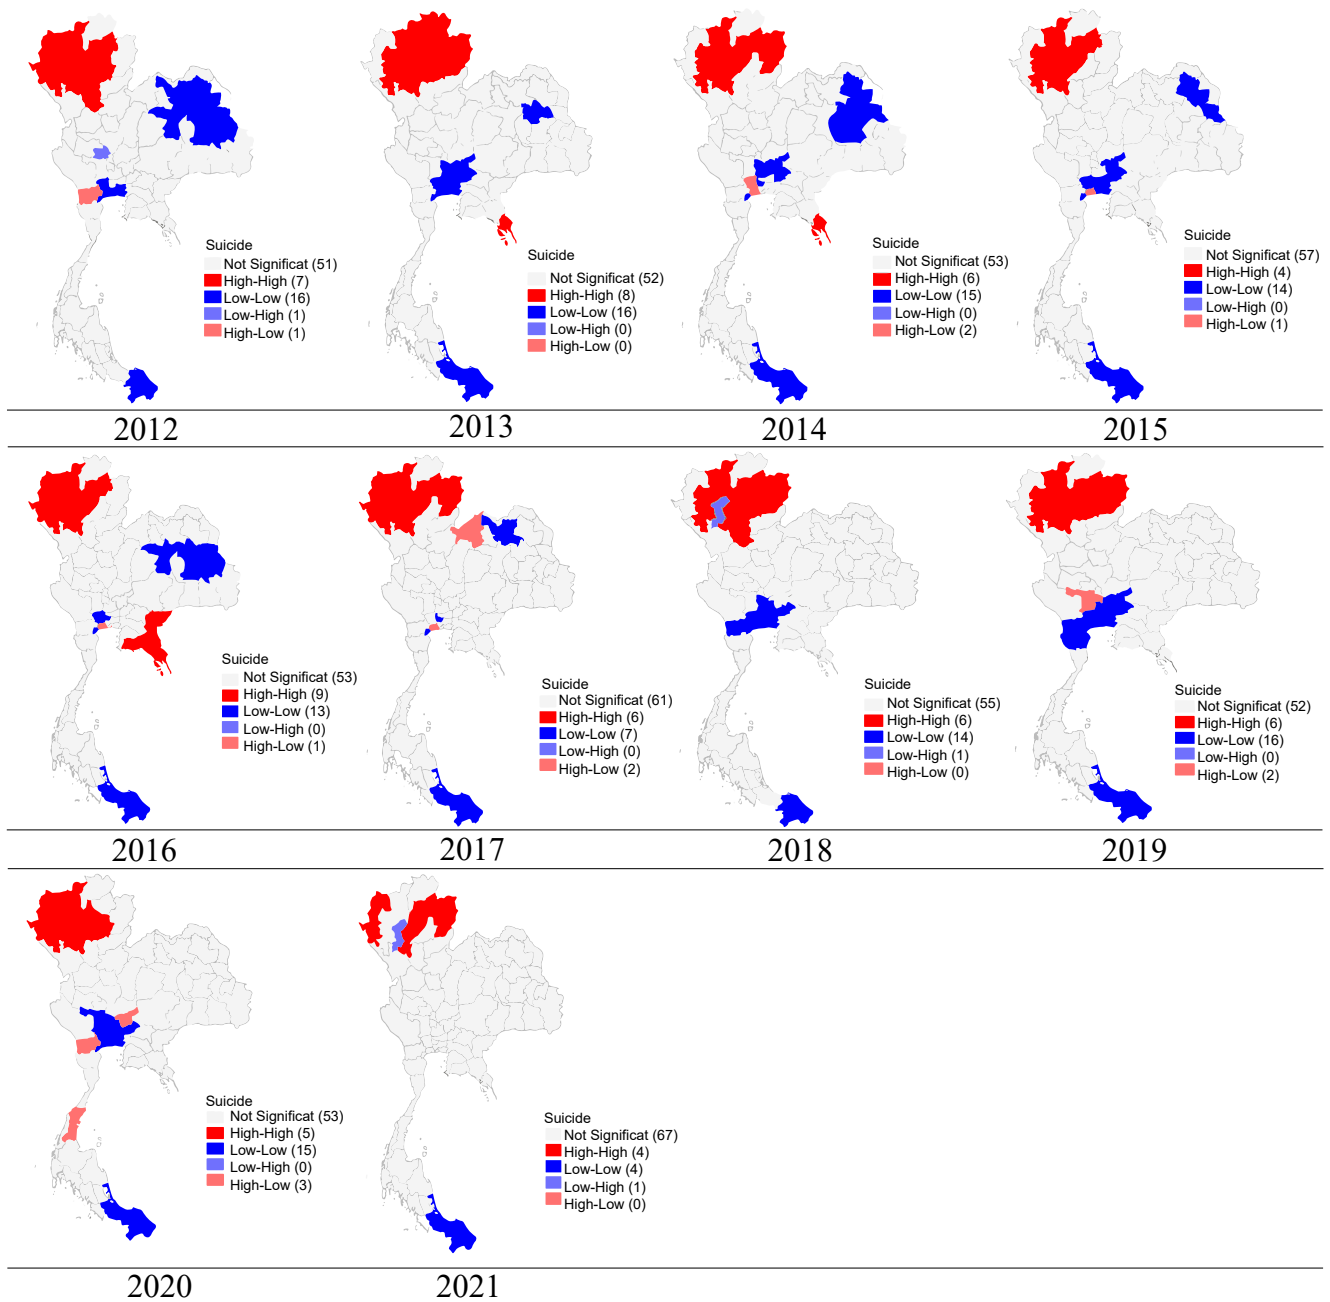 Suicide
Not Significat (51)
High-High (7)
Low-Low (16)
Low-High (1)
High-Low (1)
Suicide
Not Significat (52)
High-High (8)
Low-Low (16)
Low-High (0)
High-Low (0)
Suicide
Not Significat (53)
High-High (6)
Low-Low (15)
Low-High (0)
High-Low (2)
Suicide
Not Significat (57)
High-High (4)
Low-Low (14)
Low-High (0)
High-Low (1)
2012
2013
2014
2015
Suicide
Not Significat (53)
High-High (9)
Low-Low (13)
Low-High (0)
High-Low (1)
Suicide
Not Significat (61)
High-High (6)
Low-Low (7)
Low-High (0)
High-Low (2)
Suicide
Not Significat (55)
High-High (6)
Low-Low (14)
Low-High (1)
High-Low (0)
Suicide
Not Significat (52)
High-High (6)
Low-Low (16)
Low-High (0)
High-Low (2)
2016
2017
2018
2019
Suicide
Not Significat (53)
High-High (5)
Low-Low (15)
Low-High (0)
High-Low (3)
Suicide
Not Significat (67)
High-High (4)
Low-Low (4)
Low-High (1)
High-Low (0)
2020
2021